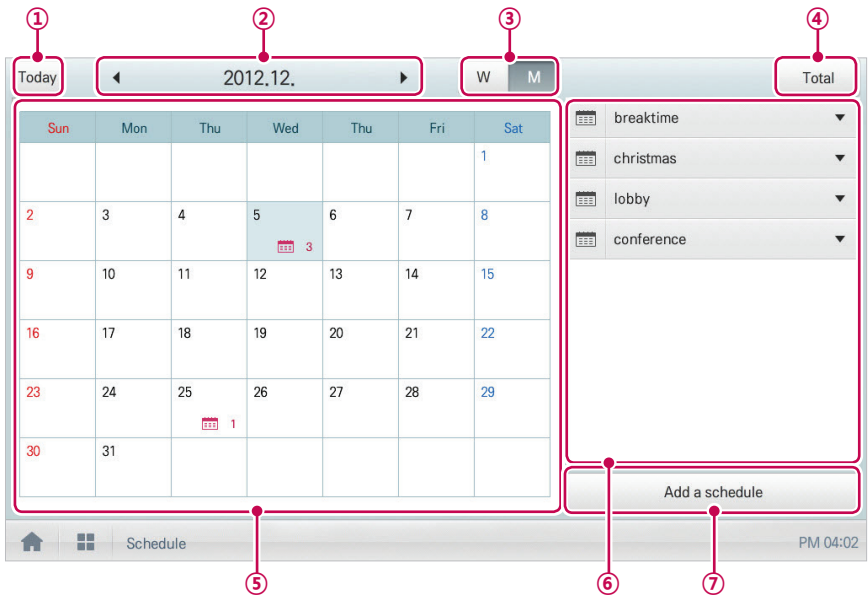 ① ② ③ ④
Today 2012.12. W M Total
Sun Mon Thu Wed Thu Fri Sat
1
2 3 4 5 6 7 8
3
9 10 11 12 13 14 15
16 17 18 19 20 21 22
23 24 25 26 27 28 29
1
30 31
breaktime
christmas
lobby
conference
Add a schedule
Schedule PM 04:02
⑤ ⑥ ⑦